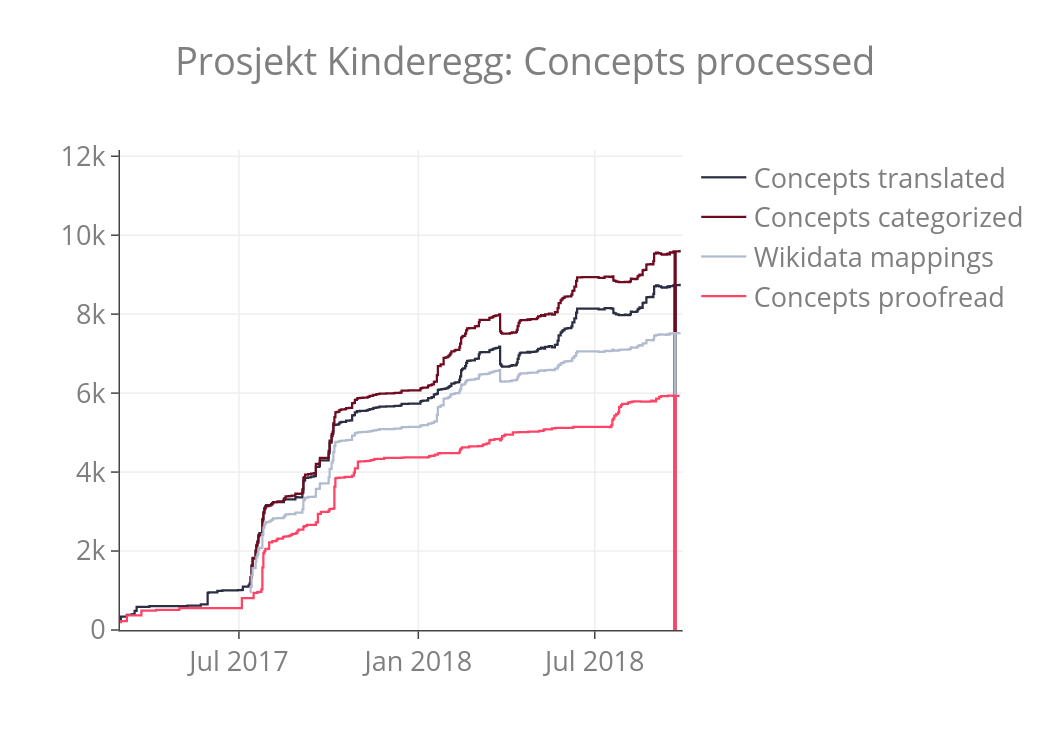 Prosjekt Kinderegg: Concepts processed
12k
10k
8k
6k
4k
2k
0
Jul 2017
Jan 2018
Jul 2018
Concepts translated
Concepts categorized
Wikidata mappings
Concepts proofread